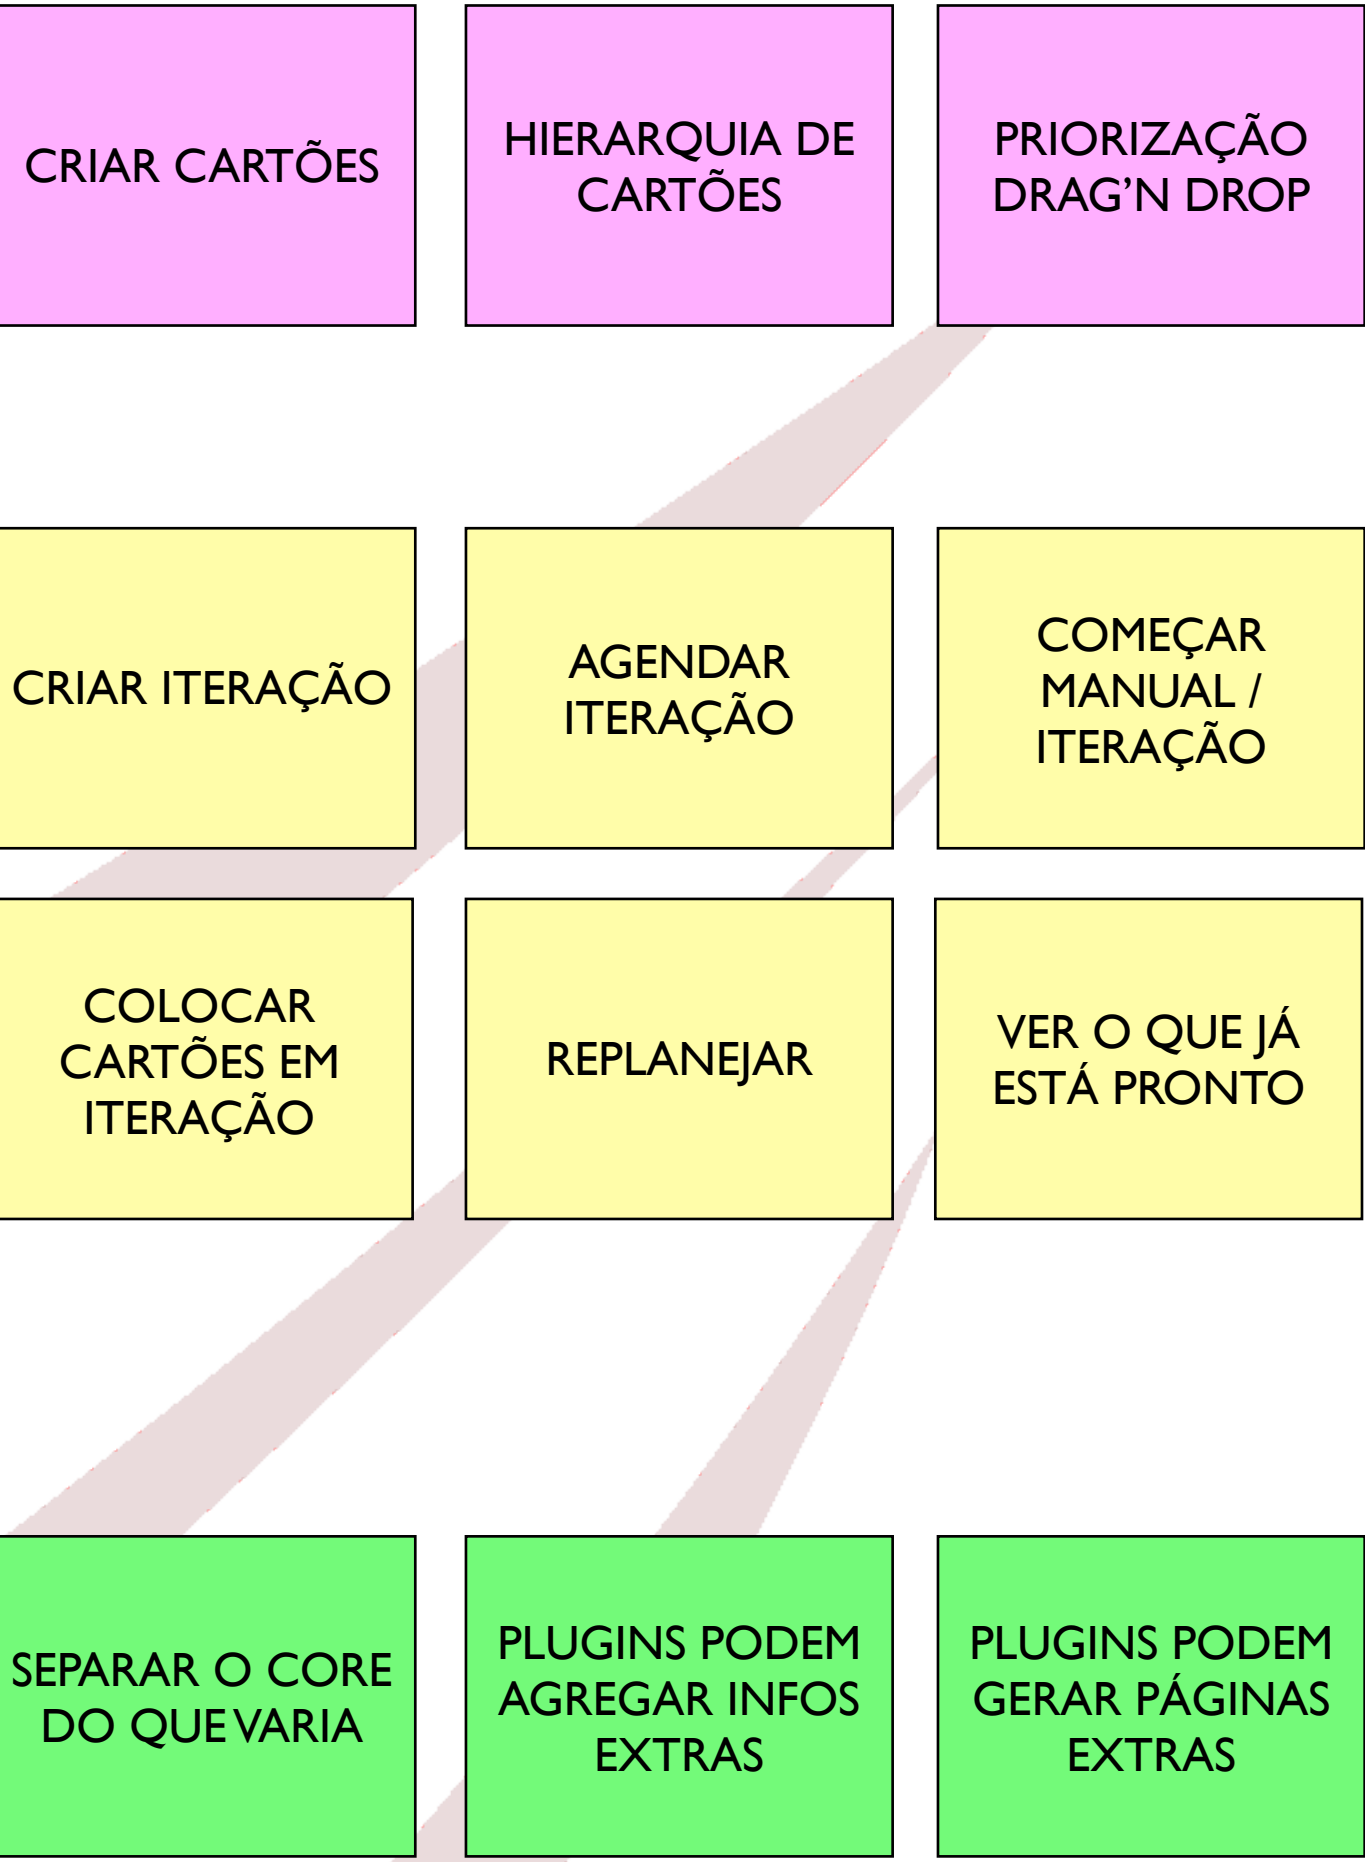 CRIAR CARTÕES
HIERARQUIA DE
CARTÕES
PRIORIZAÇÃO
DRAG’N DROP
CRIAR ITERAÇÃO
AGENDAR
ITERAÇÃO
COMEÇAR
MANUAL /
ITERAÇÃO
COLOCAR
CARTÕES EM
ITERAÇÃO
REPLANEJAR
VER O QUE JÁ
ESTÁ PRONTO
SEPARAR O CORE
DO QUE VARIA
PLUGINS PODEM
AGREGAR INFOS
EXTRAS
PLUGINS PODEM
GERAR PÁGINAS
EXTRAS